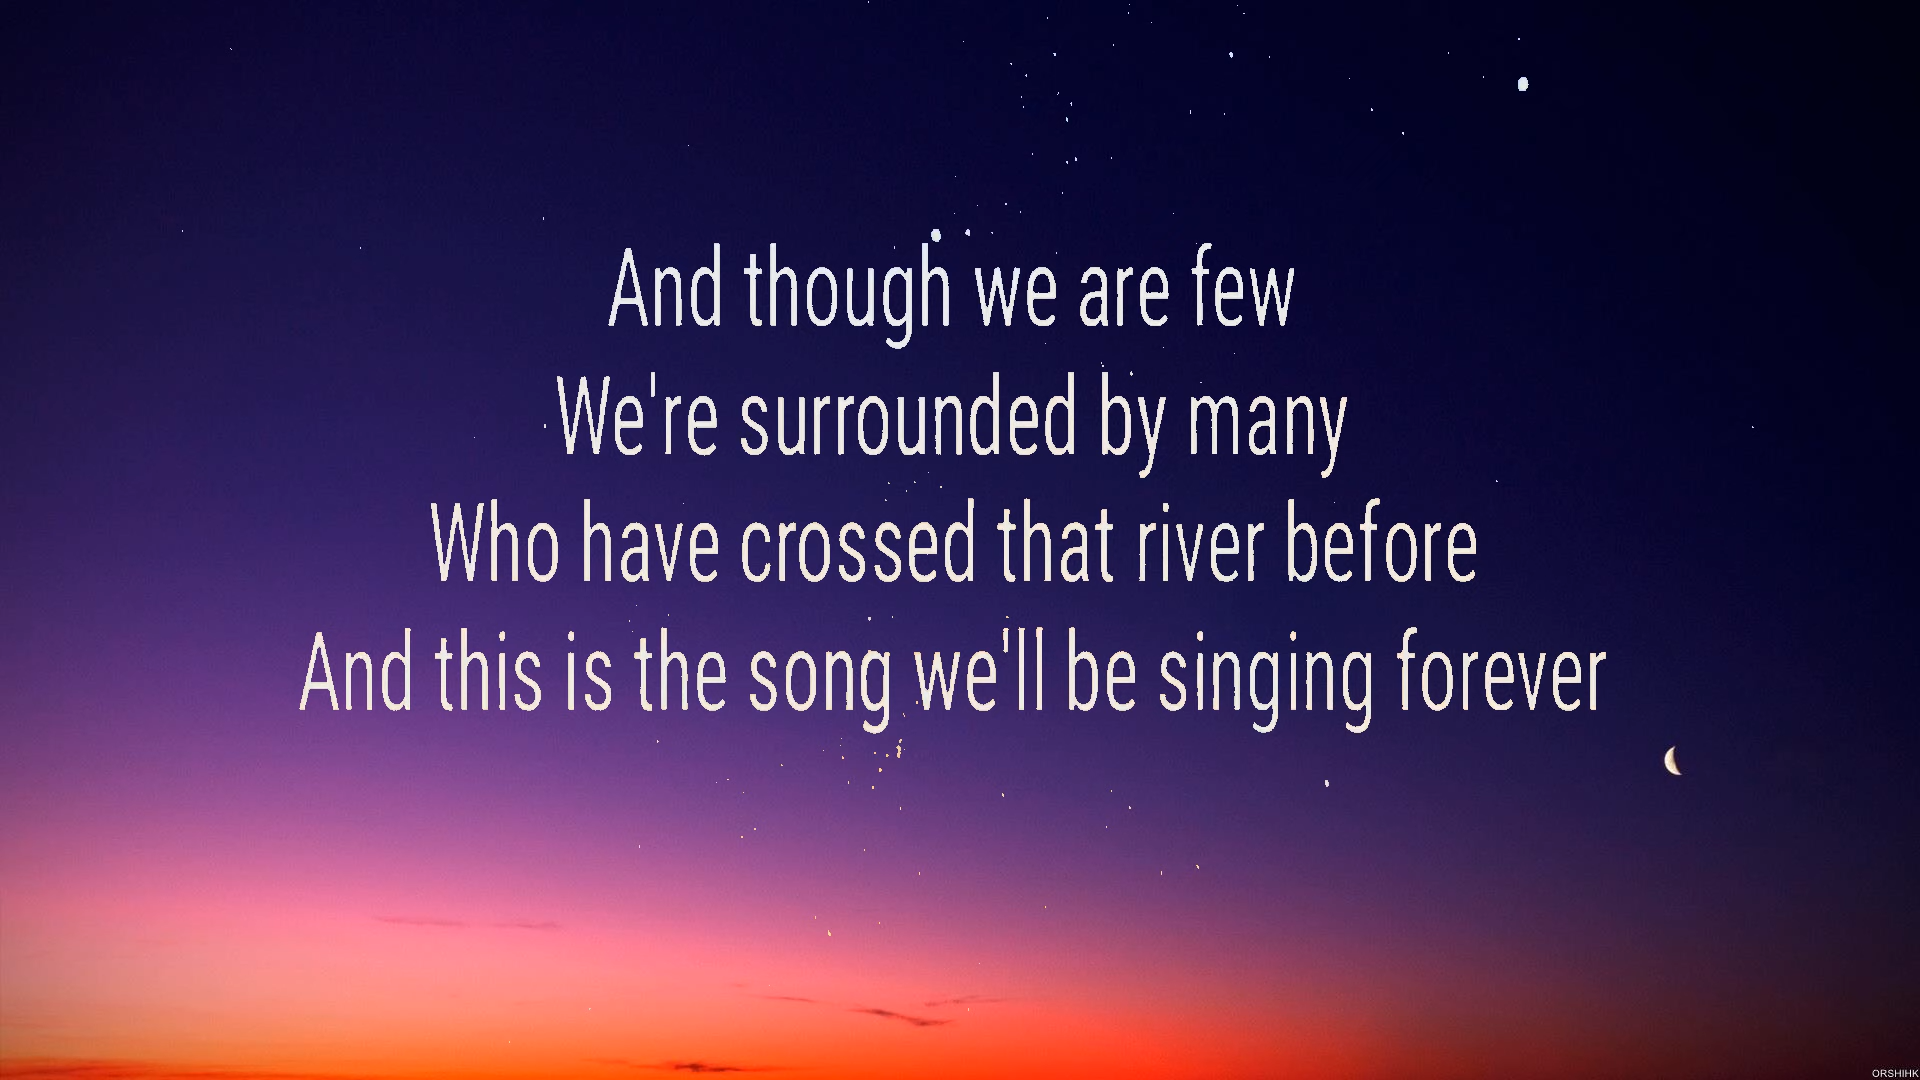 And though we are few
We're surrounded by many
Who have crossed that river before
And this is the song we'll be singing forever
ORSHIHK